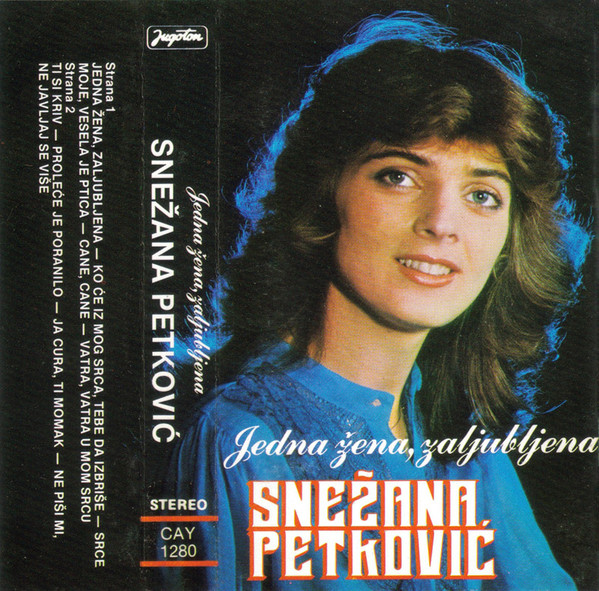 Strana 1
JEDNA ŽENA, ZALJUBLJENA — KO ĆE IZ MOG SRCA, TEBE DA IZBRIŠE — SRCE
MOJE, VESELA JE PTICA — CANE, CANE — VATRA, VATRA U MOM SRCU
Strana 2
TI SI KRIV — PROLEĆE JE PORANILO — JA CURA, TI MOMAK — NE PIŠI MI,
NE JAVLJAJ SE VIŠE
Jugoton
Jedna žena, zaljubljena
SNEŽANA PETKOVIĆ
STEREO
CAY
1280
Jedna žena, zaljubljena
SNEŽANA
PETKOVIĆ